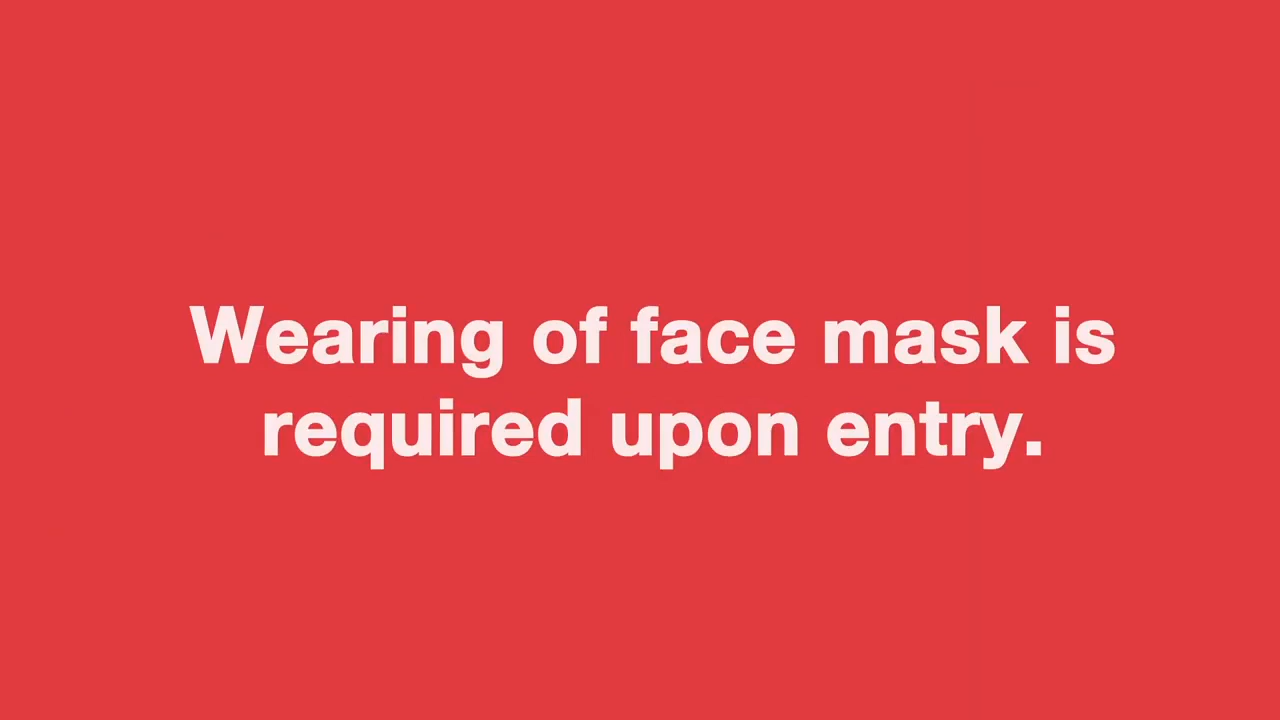 Wearing of face mask is
required upon entry.